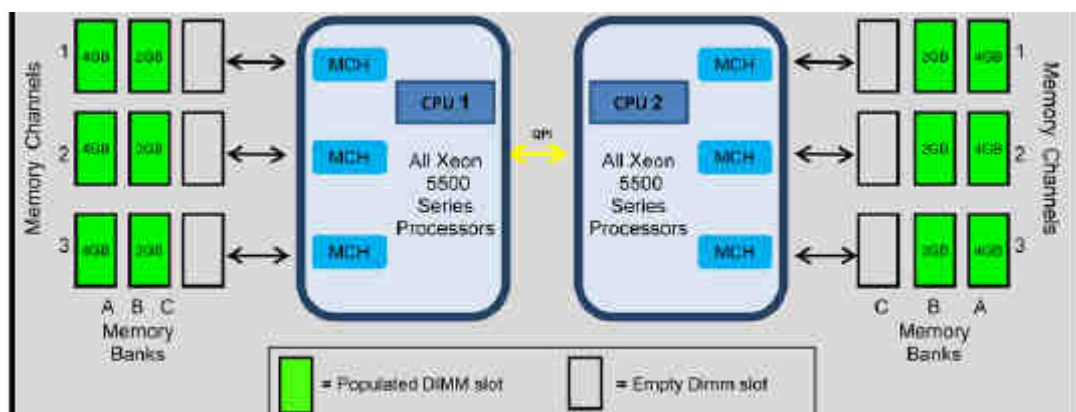 Memory Channels
1
4GB
2GB
MCH
CPU 1
2
4GB
2GB
MCH
All Xeon
5500
Series
Processors
3
4GB
2GB
MCH
A B C
Memory
Banks
QPI
MCH
1
2GB
4GB
CPU 2
MCH
2
2GB
4GB
All Xeon
5500
Series
Processors
MCH
3
2GB
4GB
Memory Channels
C B A
Memory
Banks
= Populated DIMM slot
= Empty Dimm slot